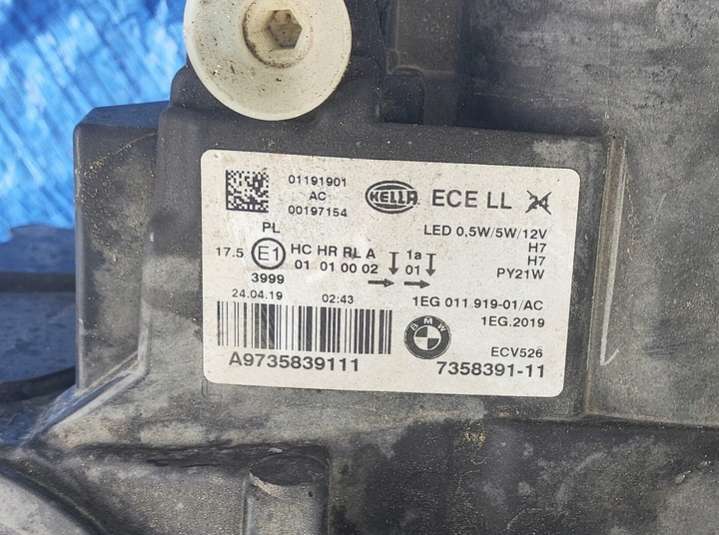 01191901
AC
00197154
HELLA
ECE LL
PL
17.5 E1 HC HR RL A 1a
01 01 00 02 01
3999
LED 0,5W/5W/12V
H7
H7
PY21W
24.04.19 02:43
1EG 011.919-01/AC
1EG.2019
BMW
ECV526
A9735839111
7358391-11